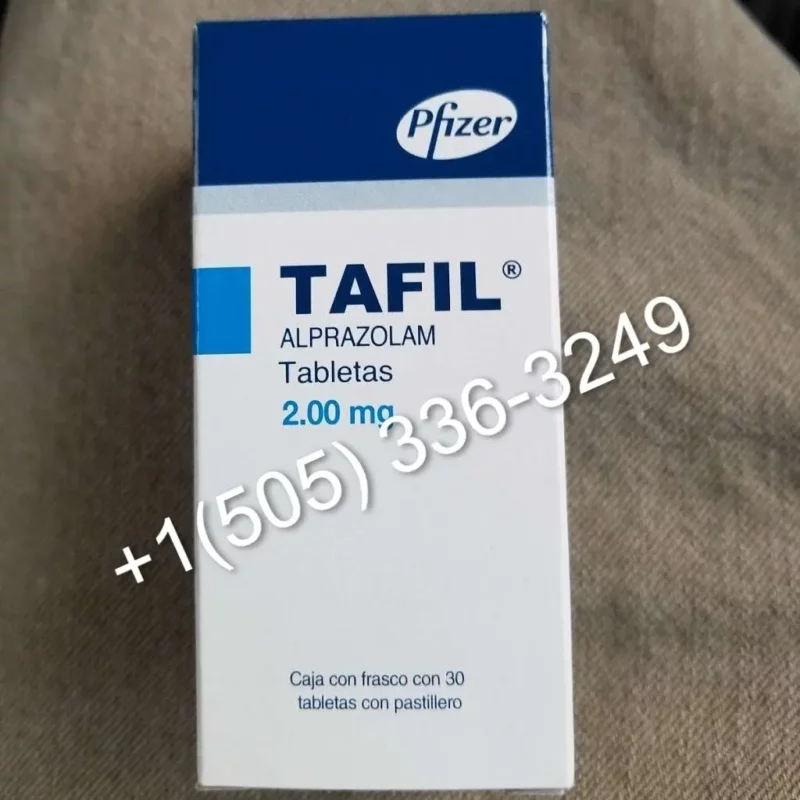 Pfizer
TAFIL®
ALPRAZOLAM
Tabletas
2.00 mg
+1(505) 336-3249
Caja con frasco con 30
tabletas con pastillero